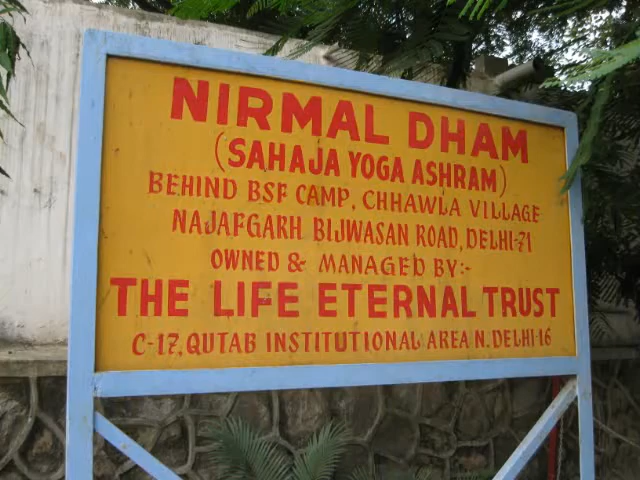 NIRMAL DHAM
(SAHAJA YOGA ASHRAM)
BEHIND BSF CAMP, CHHAWLA VILLAGE
NAJAFGARH BIJWASAN ROAD, DELHI-71
OWNED & MANAGED BY:-
THE LIFE ETERNAL TRUST
C-17, QUTAB INSTITUTIONAL AREA N. DELHI-16